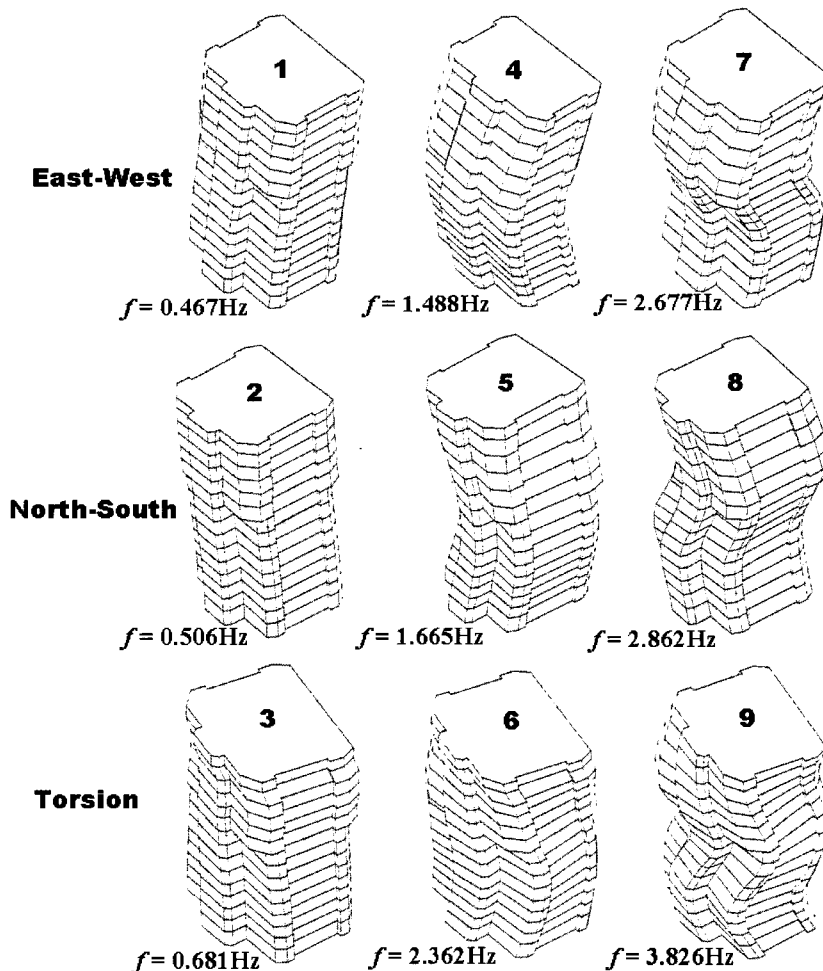 1 4 7
East-West
f = 0.467Hz f = 1.488Hz f = 2.677Hz
2 5 8
North-South
f = 0.506Hz f = 1.665Hz f = 2.862Hz
3 6 9
Torsion
f = 0.681Hz f = 2.362Hz f = 3.826Hz